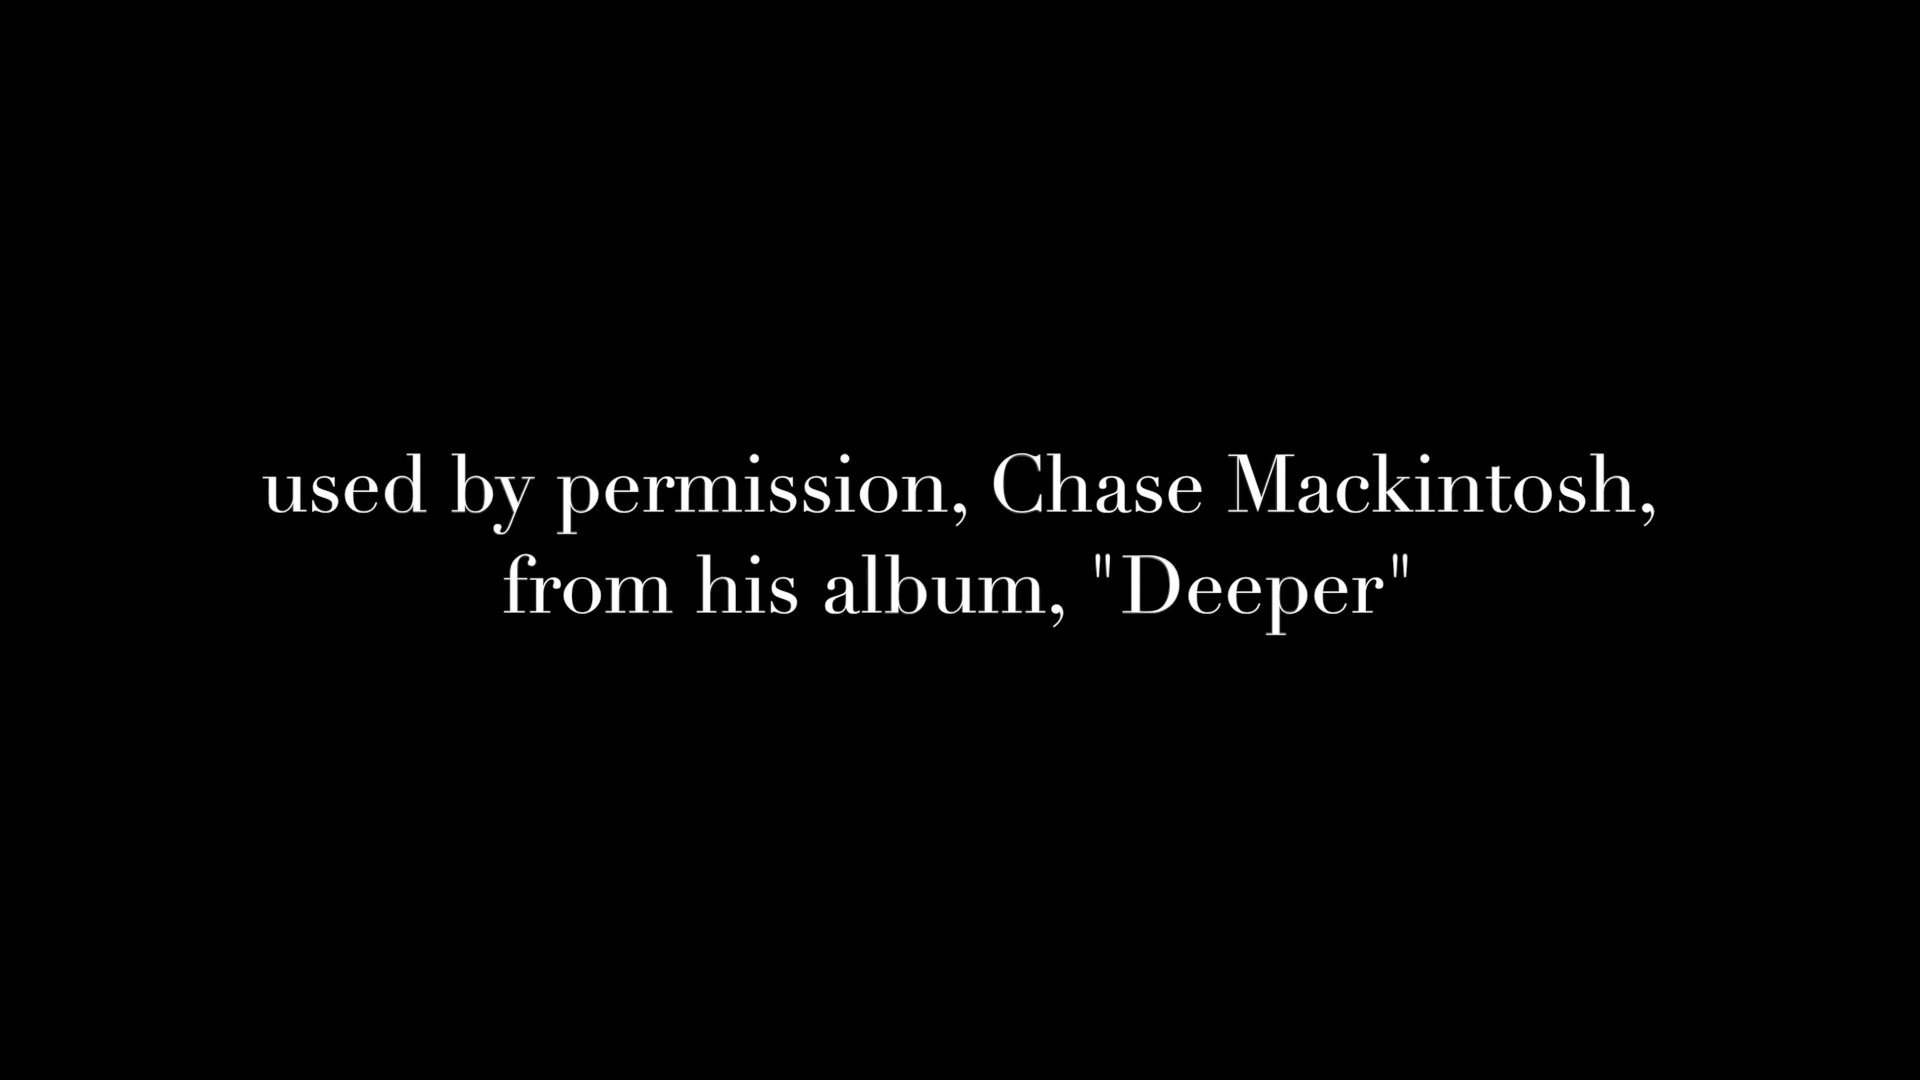 used by permission, Chase Mackintosh,
from his album, "Deeper"